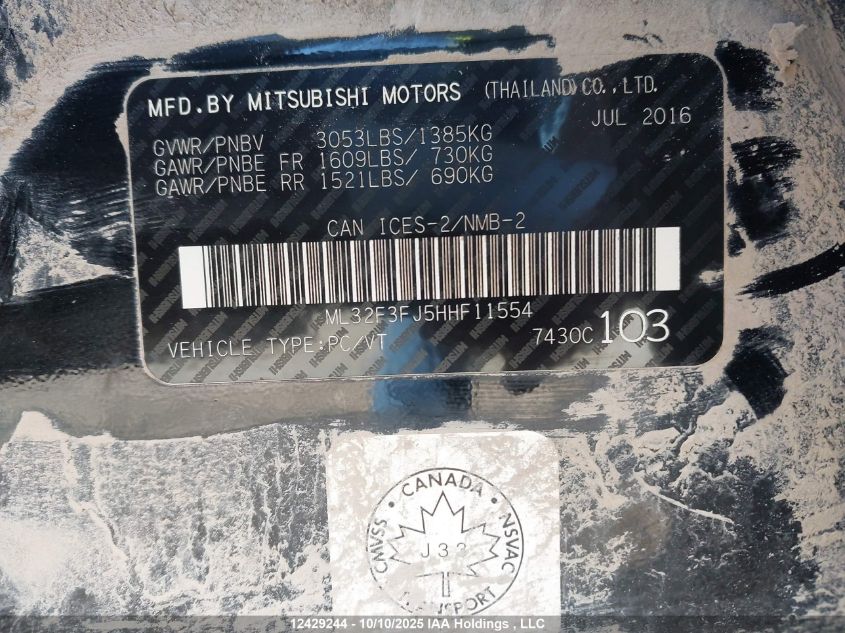 MFD.BY MITSUBISHI MOTORS (THAILAND)CO.,LTD.
JUL 2016
GVWR/PNBV 3053LBS/1385KG
GAWR/PNBE FR 1609LBS/ 730KG
GAWR/PNBE RR 1521LBS/ 690KG
CAN ICES-2/NMB-2
ML32F3FJ5HHF11554
VEHICLE TYPE:PC/VT 7430C 103
CANADA
CMVSS NSVAC
J33
TRANSPORT
12429244 - 10/10/2025 IAA Holdings , LLC